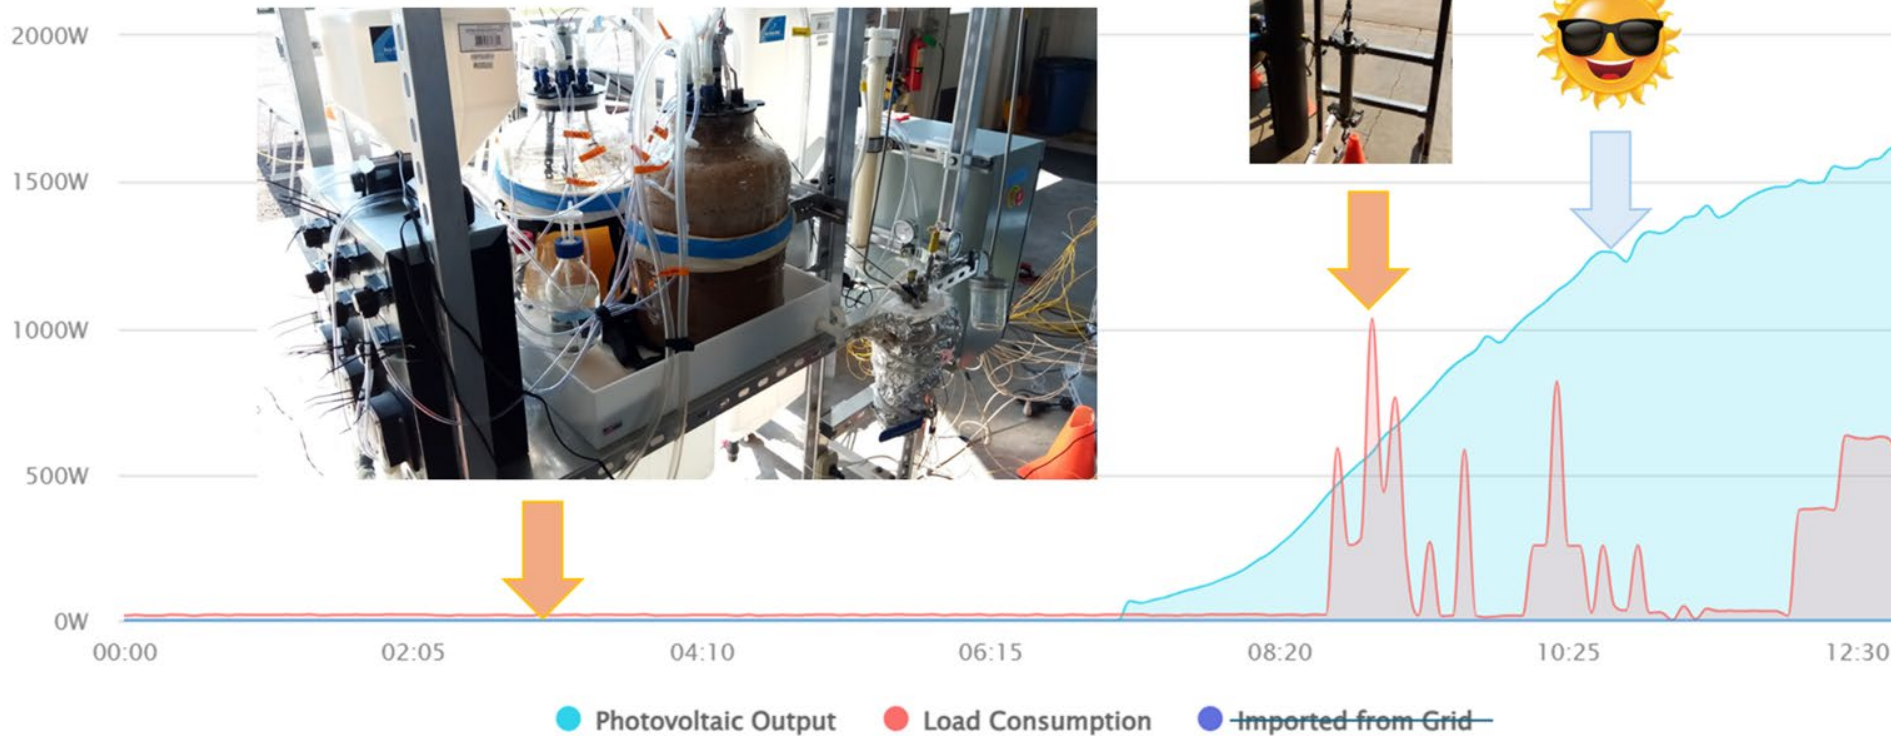 2000W
1500W
1000W
500W
0W
00:00 02:05 04:10 06:15 08:20 10:25 12:30
Photovoltaic Output Load Consumption Imported from Grid